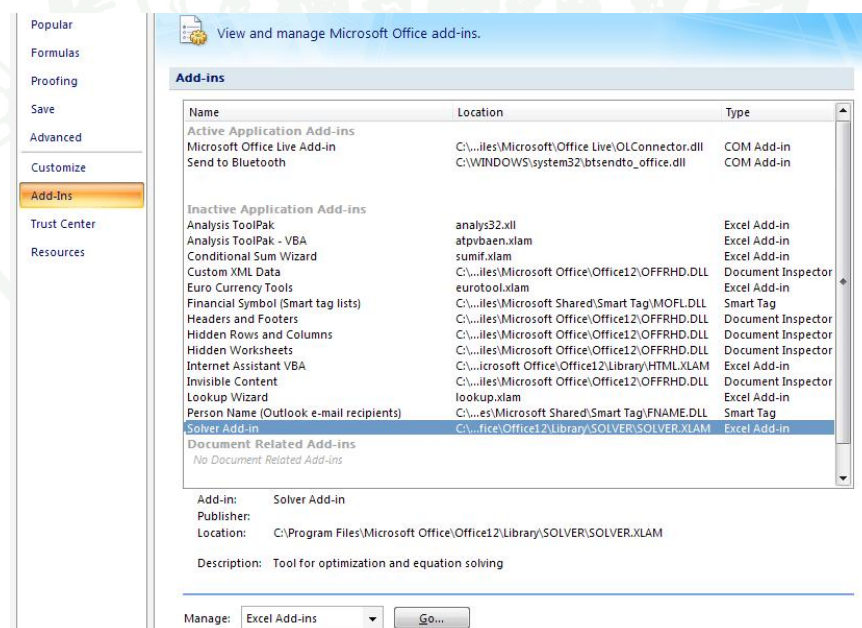 Popular
Formulas
Proofing
Save
Advanced
Customize
Add-Ins
Trust Center
Resources
View and manage Microsoft Office add-ins.
Add-ins
Name Location Type
Active Application Add-ins
Microsoft Office Live Add-in C:\...iles\Microsoft\Office Live\OLConnector.dll COM Add-in
Send to Bluetooth C:\WINDOWS\system32\btsendto_office.dll COM Add-in
Inactive Application Add-ins
Analysis ToolPak analys32.xll Excel Add-in
Analysis ToolPak - VBA atpvbaen.xlam Excel Add-in
Conditional Sum Wizard sumif.xlam Excel Add-in
Custom XML Data C:\...iles\Microsoft Office\Office12\OFFRHD.DLL Document Inspector
Euro Currency Tools eurotool.xlam Excel Add-in
Financial Symbol (Smart tag lists) C:\...iles\Microsoft Shared\Smart Tag\MOFL.DLL Smart Tag
Headers and Footers C:\...iles\Microsoft Office\Office12\OFFRHD.DLL Document Inspector
Hidden Rows and Columns C:\...iles\Microsoft Office\Office12\OFFRHD.DLL Document Inspector
Hidden Worksheets C:\...iles\Microsoft Office\Office12\OFFRHD.DLL Document Inspector
Internet Assistant VBA C:\...icrosoft Office\Office12\Library\HTML.XLAM Excel Add-in
Invisible Content C:\...iles\Microsoft Office\Office12\OFFRHD.DLL Document Inspector
Lookup Wizard lookup.xlam Excel Add-in
Person Name (Outlook e-mail recipients) C:\...es\Microsoft Shared\Smart Tag\FNAME.DLL Smart Tag
Solver Add-in C:\...fice\Office12\Library\SOLVER\SOLVER.XLAM Excel Add-in
Document Related Add-ins
No Document Related Add-ins
Add-in: Solver Add-in
Publisher:
Location: C:\Program Files\Microsoft Office\Office12\Library\SOLVER\SOLVER.XLAM
Description: Tool for optimization and equation solving
Manage: Excel Add-ins Go...